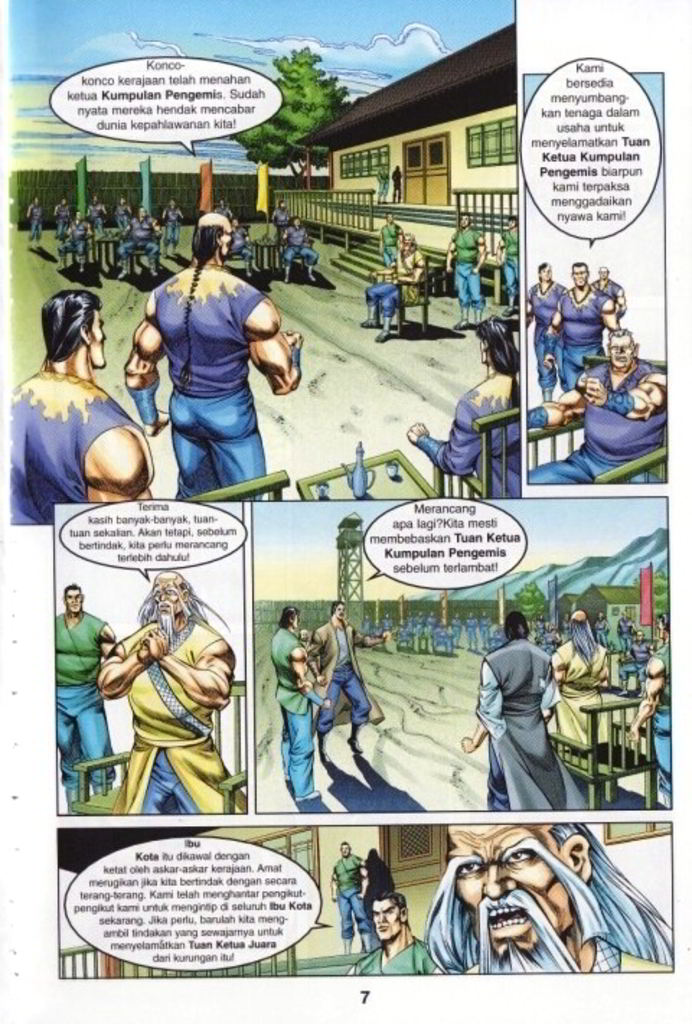 Konco-
konco kerajaan telah menahan
ketua Kumpulan Pengemis. Sudah
nyata mereka hendak mencabar
dunia kepahlawanan kita!
Kami
bersedia
menyumbang-
kan tenaga dalam
usaha untuk
menyelamatkan Tuan
Ketua Kumpulan
Pengemis biarpun
kami terpaksa
menggadaikan
nyawa kami!
Terima
kasih banyak-banyak, tuan-
tuan sekalian. Akan tetapi, sebelum
bertindak, kita perlu merancang
terlebih dahulu!
Merancang
apa lagi?Kita mesti
membebaskan Tuan Ketua
Kumpulan Pengemis
sebelum terlambat!
Ibu
Kota itu dikawal dengan
ketat oleh askar-askar kerajaan. Amat
merugikan jika kita bertindak dengan secara
terang-terang. Kami telah menghantar pengikut-
pengikut kami untuk mengintip di seluruh Ibu Kota
sekarang. Jika perlu, barulah kita meng-
ambil tindakan yang sewajarnya untuk
menyelamatkan Tuan Ketua Juara
dari kurungan itu!
7